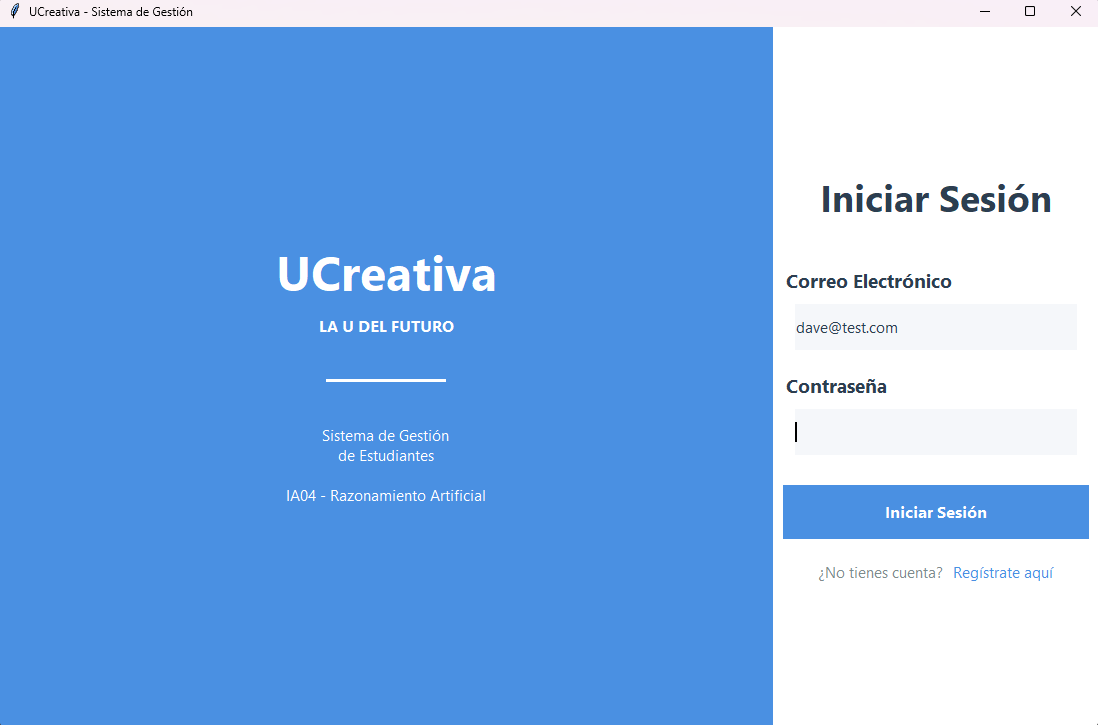 UCreativa - Sistema de Gestión
UCreativa
LA U DEL FUTURO
Sistema de Gestión
de Estudiantes
IA04 - Razonamiento Artificial
Iniciar Sesión
Correo Electrónico
dave@test.com
Contraseña
Iniciar Sesión
¿No tienes cuenta? Regístrate aquí